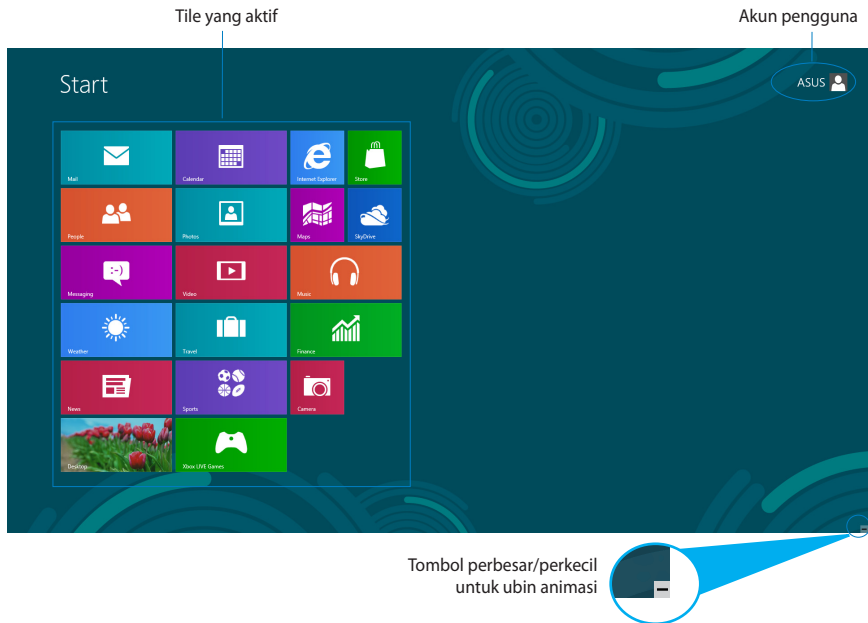 Tile yang aktif
Akun pengguna
Start
ASUS
Mail
Calendar
Internet Explorer
Store
People
Photos
Maps
SkyDrive
Messaging
:-)
Video
Music
Weather
Travel
Finance
News
Sports
Camera
Desktop
Xbox LIVE Games
Tombol perbesar/perkecil
untuk ubin animasi